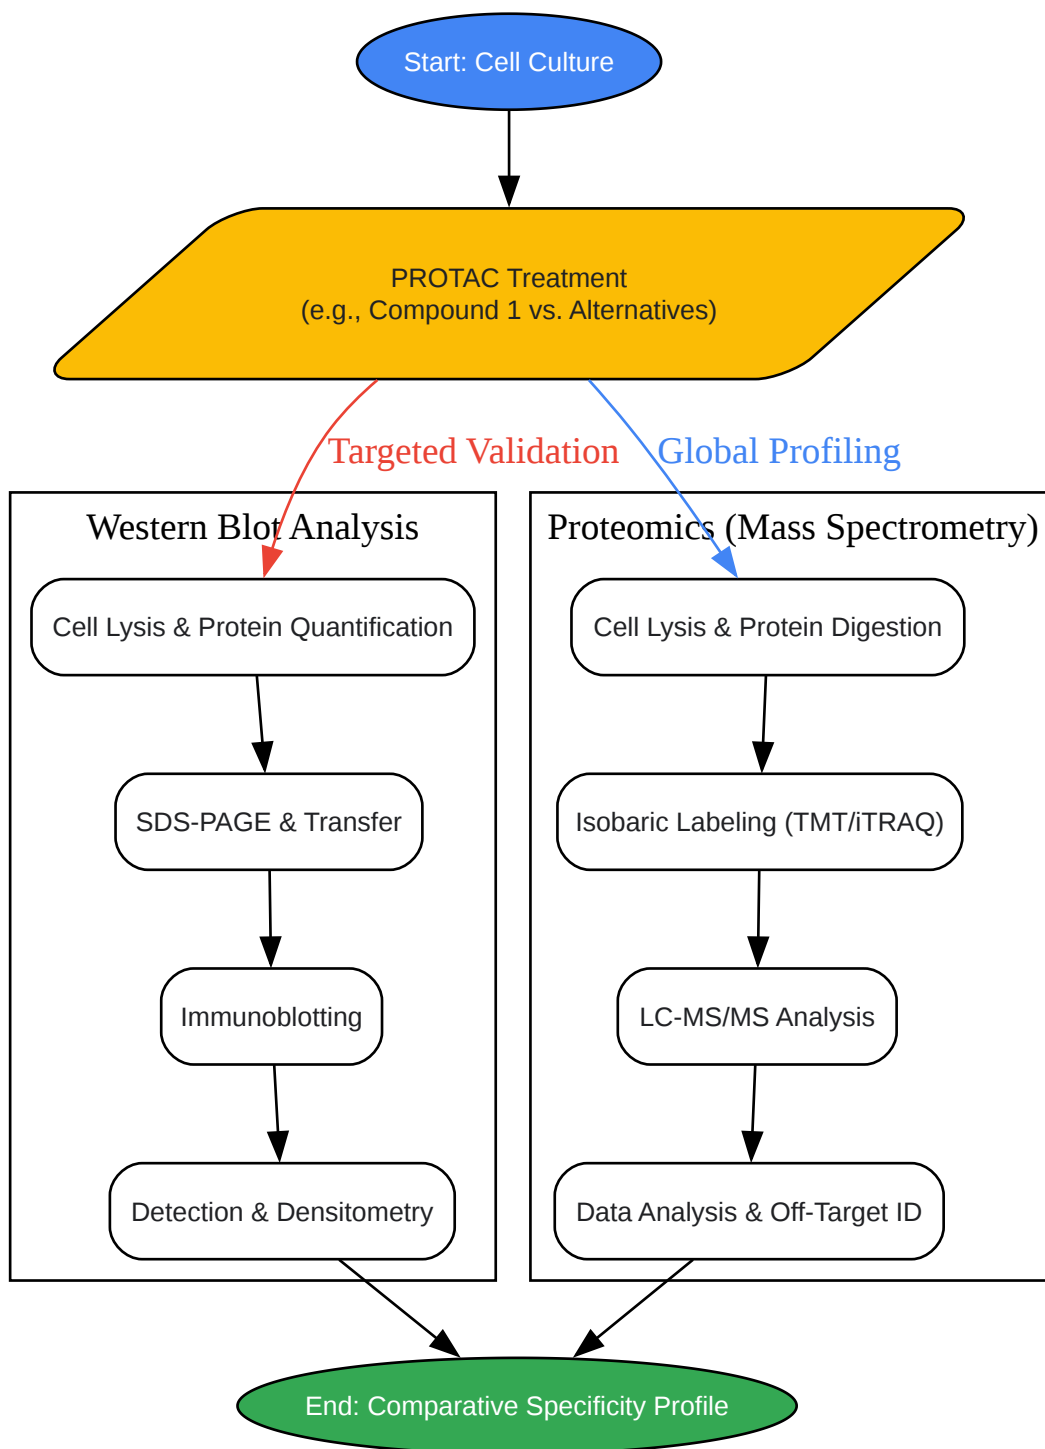 Start: Cell Culture
PROTAC Treatment
(e.g., Compound 1 vs. Alternatives)
Targeted Validation
Global Profiling
Western Blot Analysis
Cell Lysis & Protein Quantification
SDS-PAGE & Transfer
Immunoblotting
Detection & Densitometry
Proteomics (Mass Spectrometry)
Cell Lysis & Protein Digestion
Isobaric Labeling (TMT/iTRAQ)
LC-MS/MS Analysis
Data Analysis & Off-Target ID
End: Comparative Specificity Profile